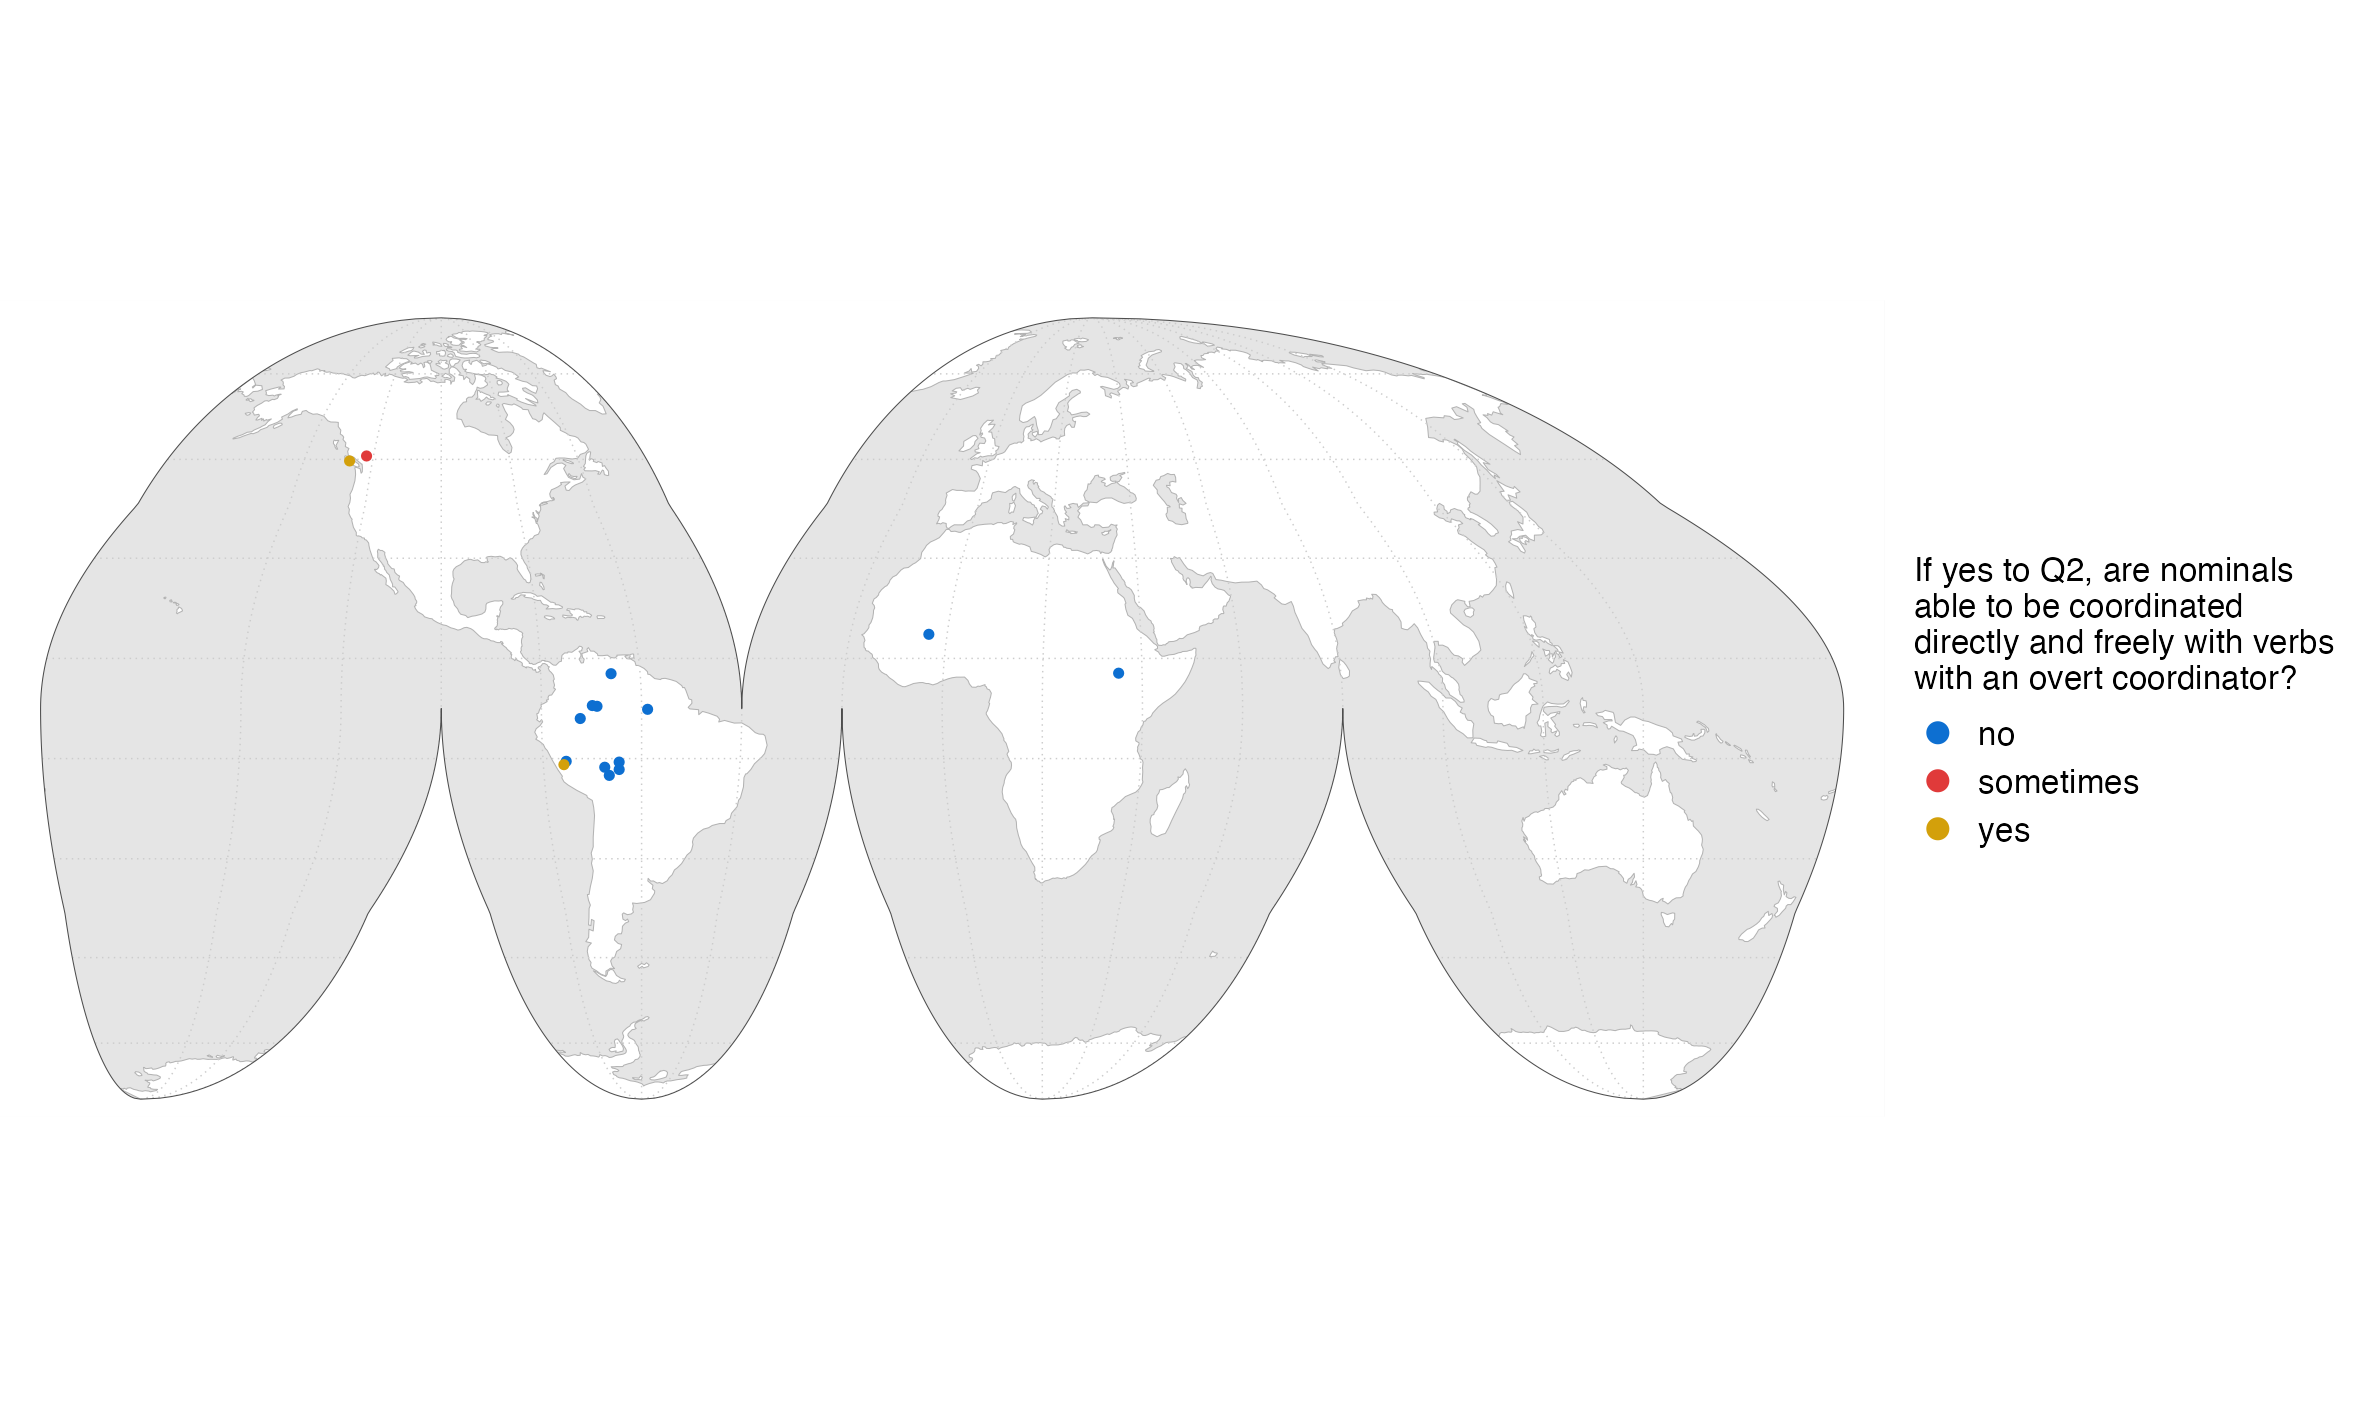 If yes to Q2, are nominals
able to be coordinated
directly and freely with verbs
with an overt coordinator?
no
sometimes
yes